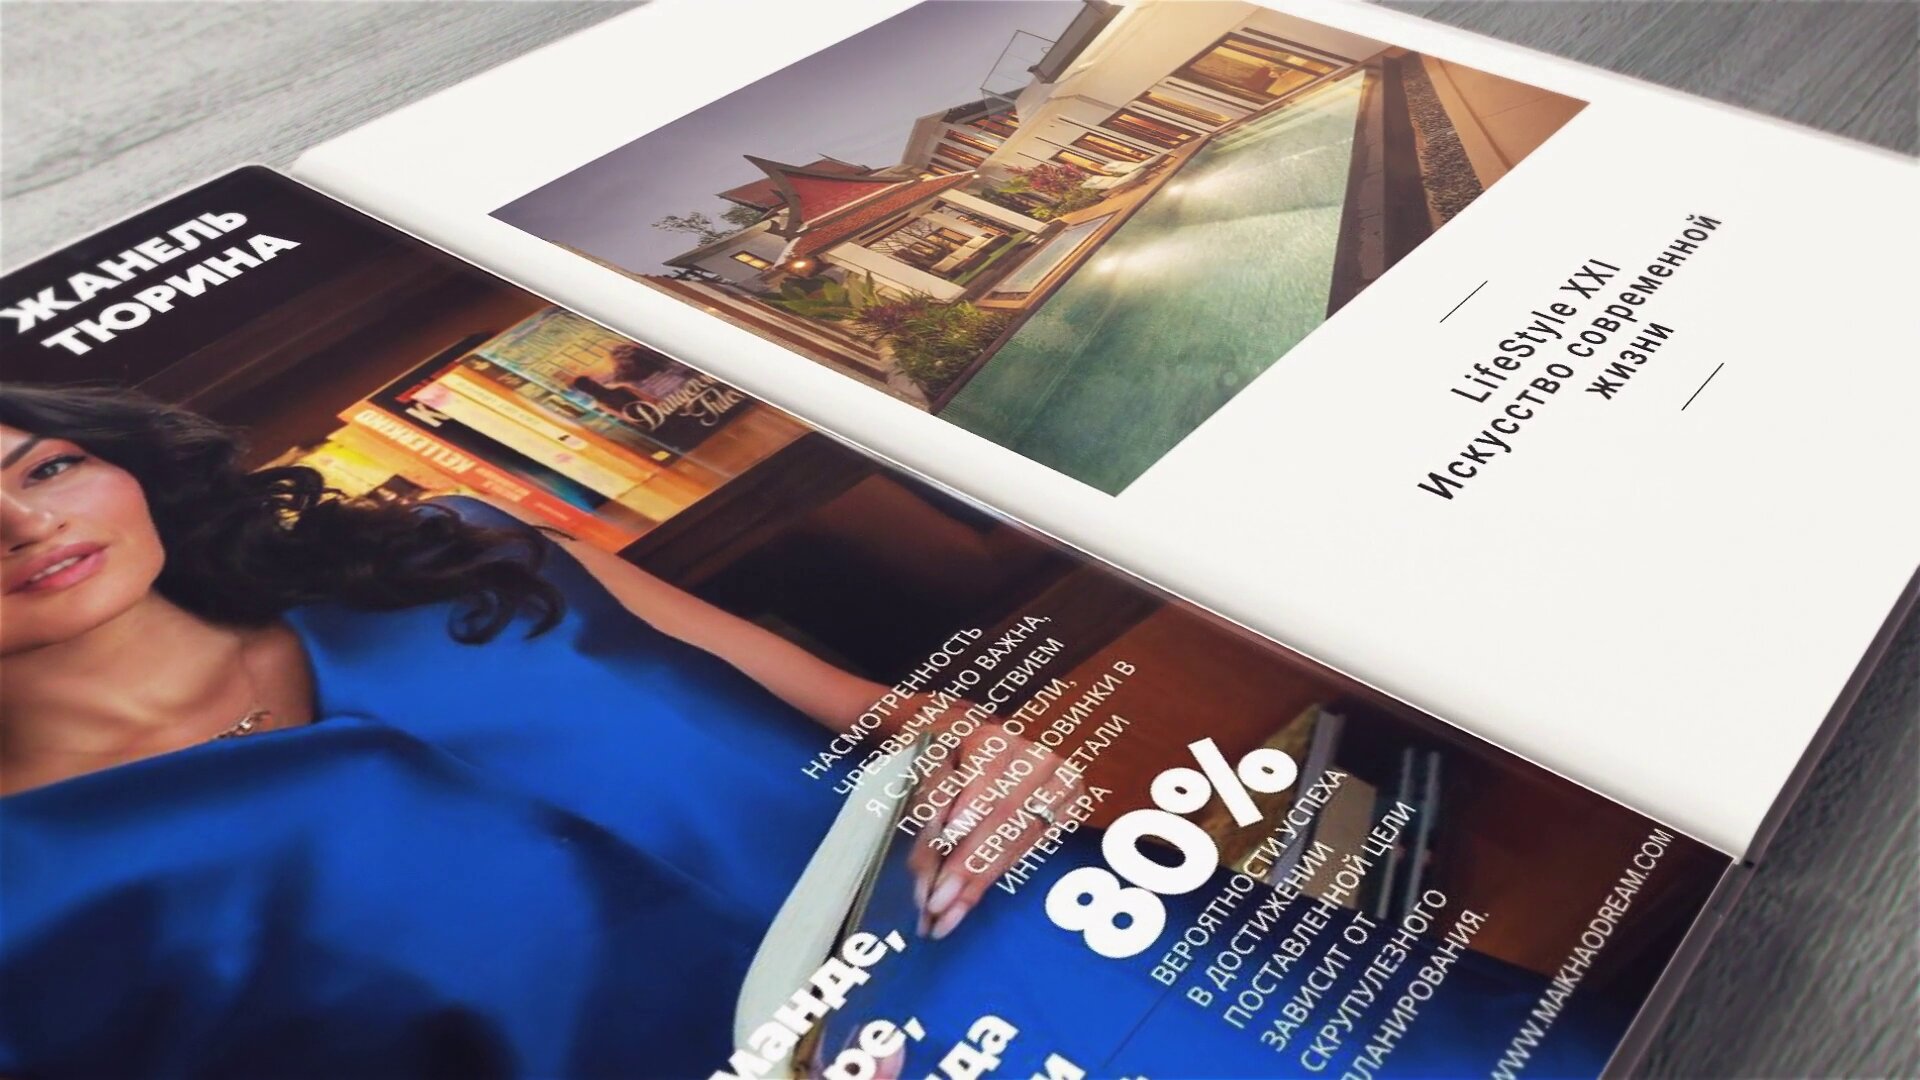 ЖАНЕЛЬ
ТЮРИНА
KELLERMAND
НАСМОТРЕННОСТЬ
ЧРЕЗВЫЧАЙНО ВАЖНА,
Я С УДОВОЛЬСТВИЕМ
ПОСЕЩАЮ ОТЕЛИ,
ЗАМЕЧАЮ НОВИНКИ В
СЕРВИСЕ, ДЕТАЛИ
ИНТЕРЬЕРА
80%
ВЕРОЯТНОСТИ УСПЕХА
В ДОСТИЖЕНИИ
ПОСТАВЛЕННОЙ ЦЕЛИ
ЗАВИСИТ ОТ
СКРУПУЛЕЗНОГО
ПЛАНИРОВАНИЯ.
WWW.MAIKHAODREAM.COM
LifeStyle XXI
Искусство современной
жизни